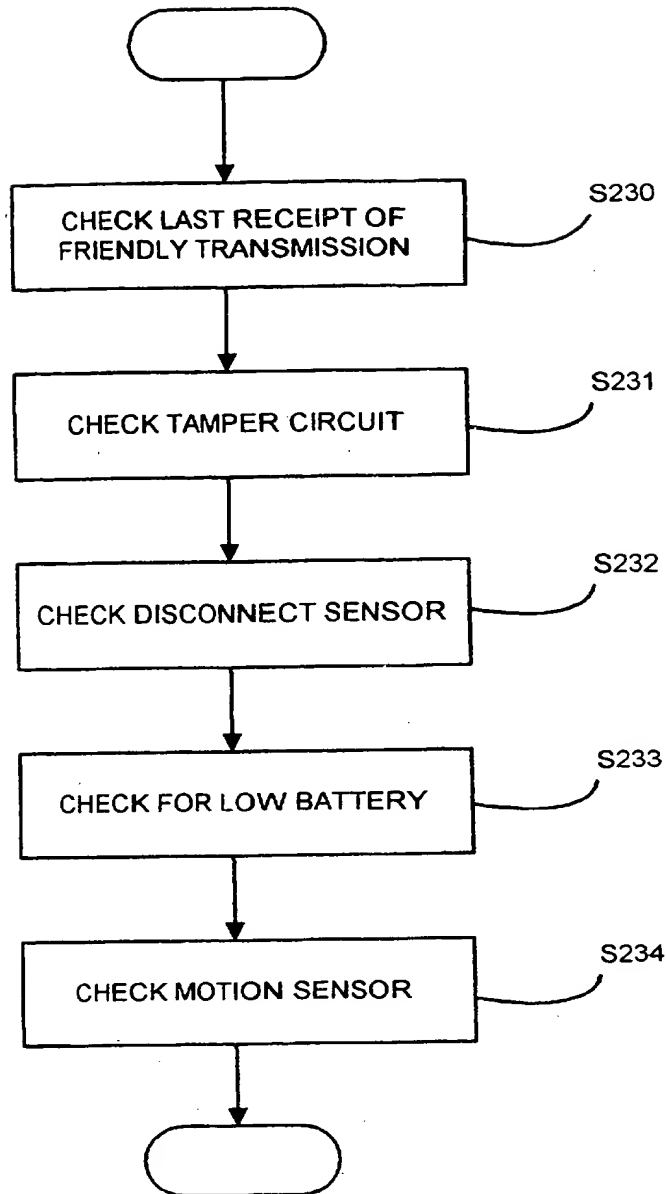 CHECK LAST RECEIPT OF
FRIENDLY TRANSMISSION
S230
CHECK TAMPER CIRCUIT
S231
CHECK DISCONNECT SENSOR
S232
CHECK FOR LOW BATTERY
S233
CHECK MOTION SENSOR
S234